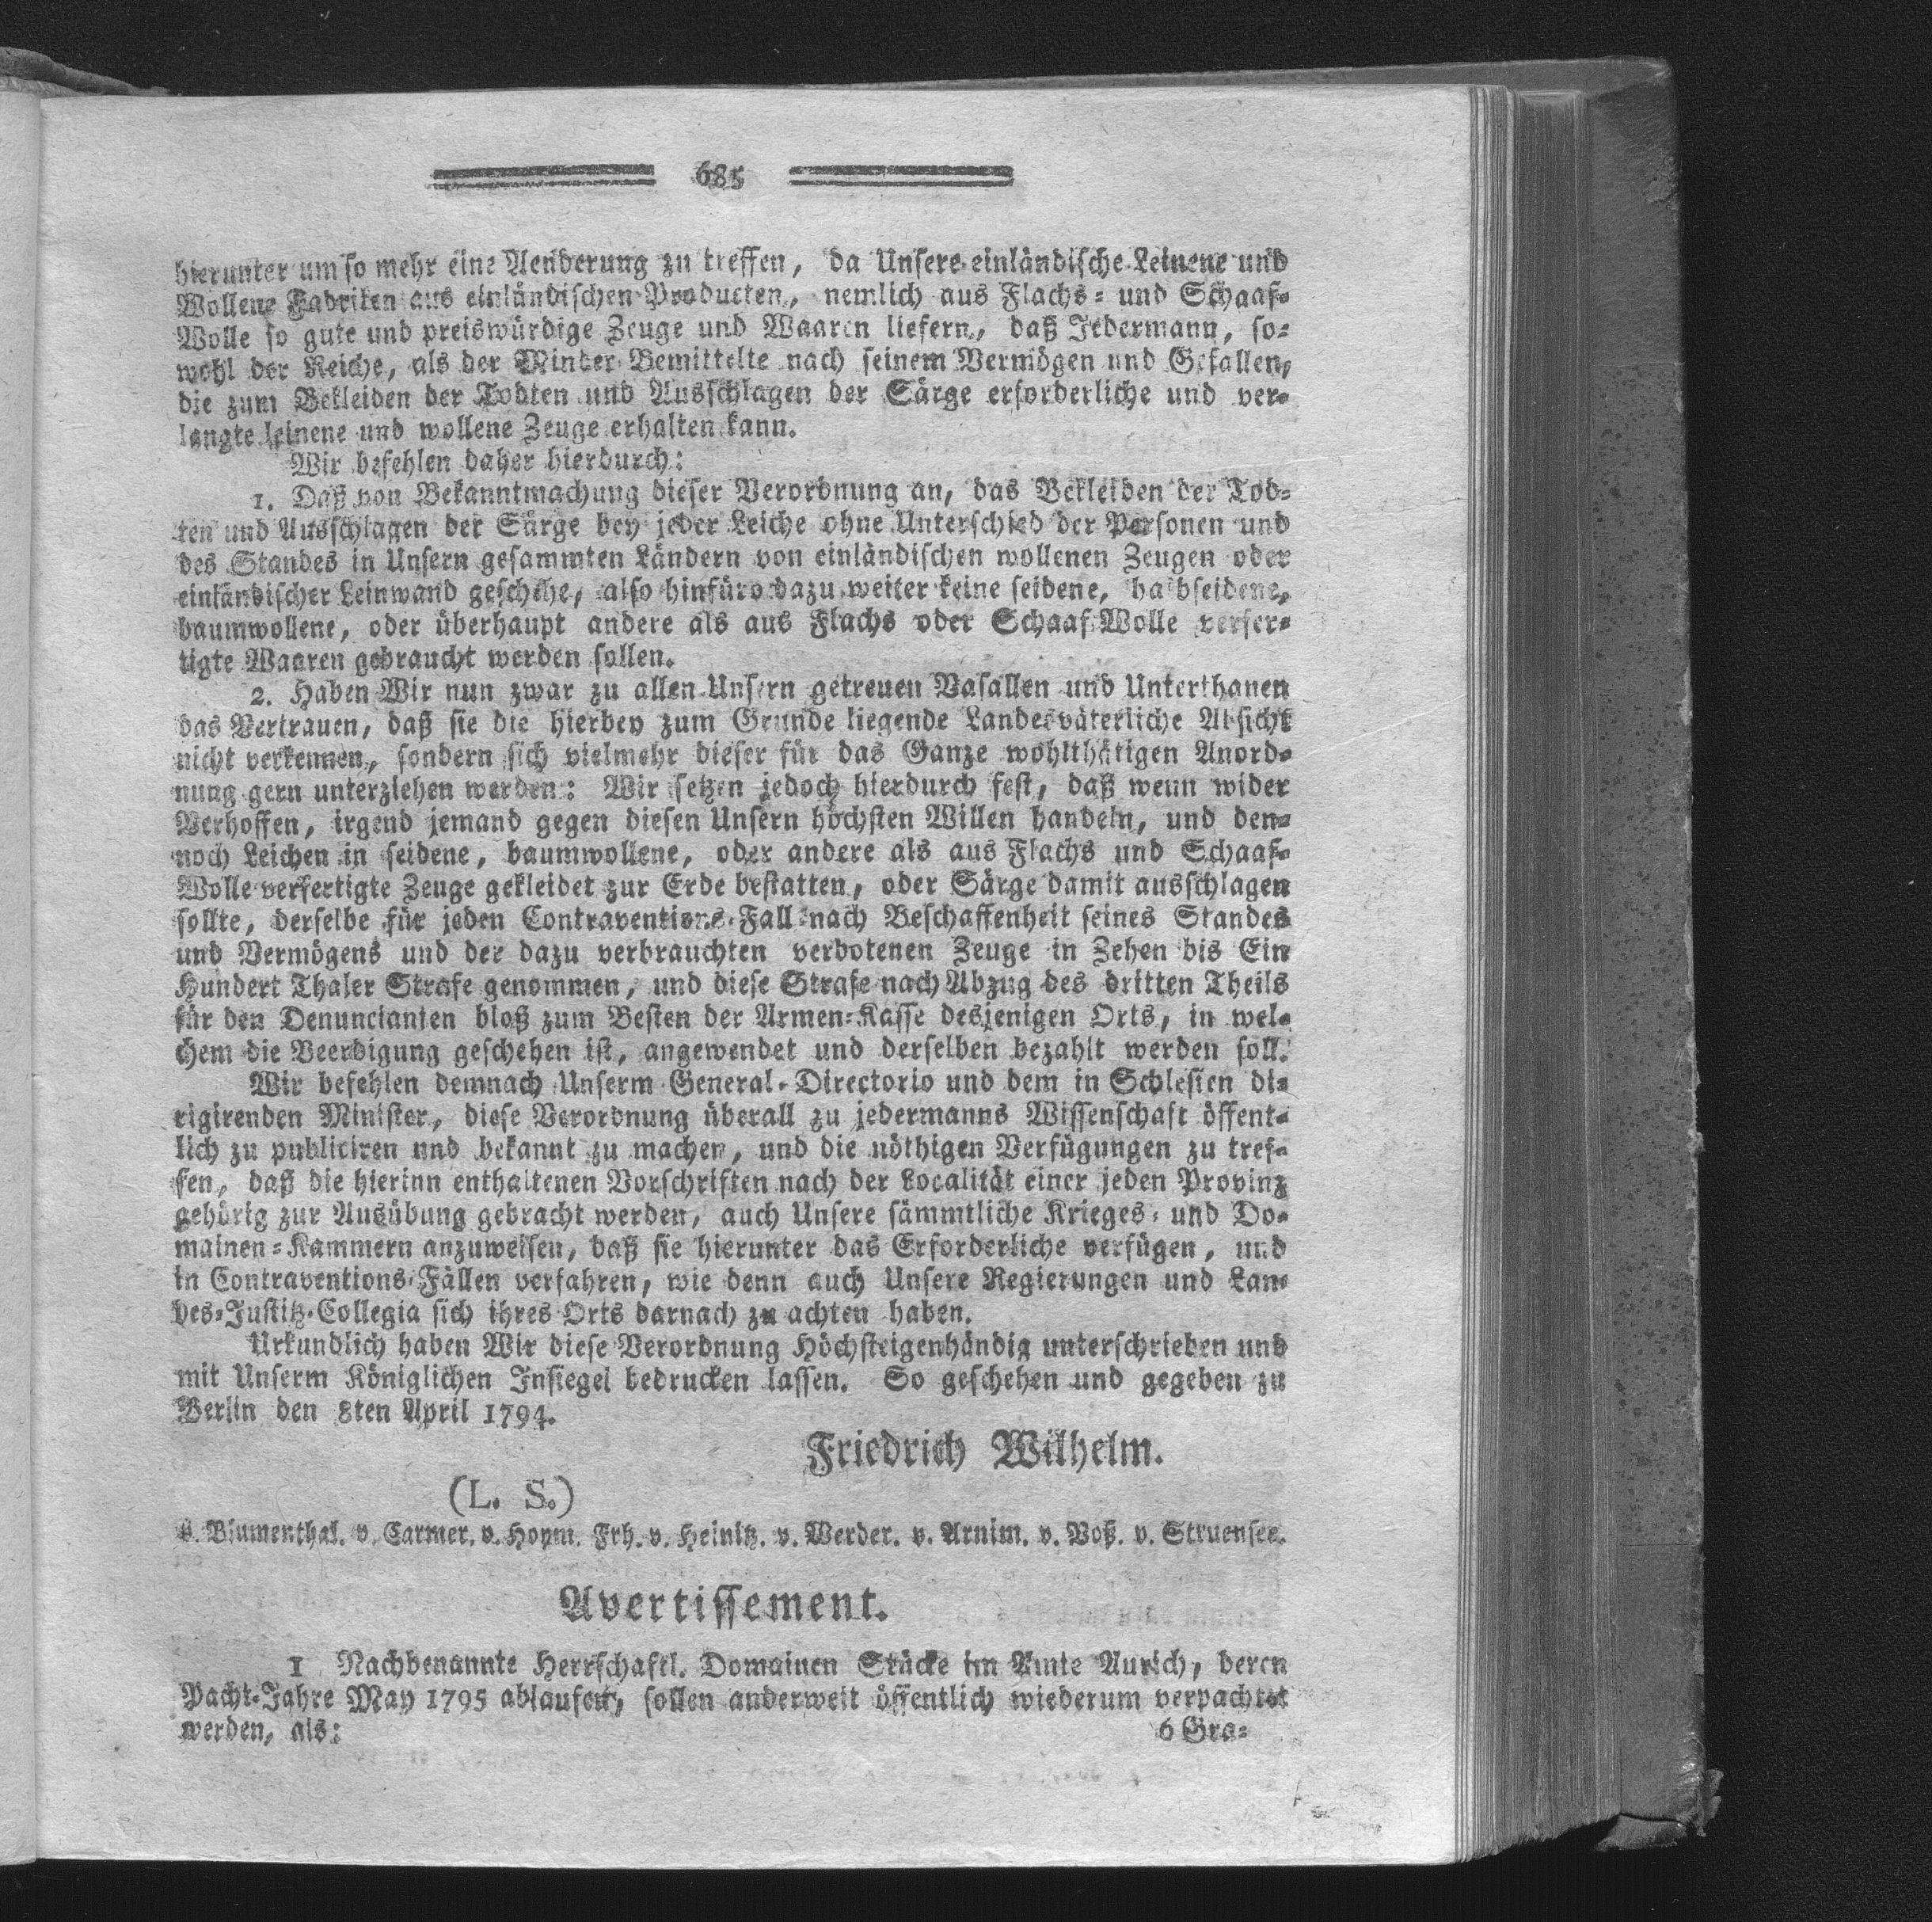 685
hierunter um so mehr eine Aenderung zu treffen, da Unsere einländische Leinene und
Wollene Fabriken aus einländischen Producten, nemlich aus Flachs- und Schaaf-
Wolle so gute und preiswürdige Zeuge und Waaren liefern, daß Jedermann, so-
wohl der Reiche, als der Minder Bemittelte nach seinem Vermögen und Gefallen,
die zum Bekleiden der Todten und Ausschlagen der Särge erforderliche und ver-
langte leinene und wollene Zeuge erhalten kann.
Wir befehlen daher hierdurch:
1. Daß von Bekanntmachung dieser Verordnung an, das Bekleiden der Tod-
ten und Ausschlagen der Särge bey jeder Leiche ohne Unterschied der Personen und
des Standes in Unsern gesammten Ländern von einländischen wollenen Zeugen oder
einländischer Leinwand geschehe, also hinfüro dazu weiter keine seidene, halbseidene,
baumwollene, oder überhaupt andere als aus Flachs oder Schaaf-Wolle verfer-
tigte Waaren gebraucht werden sollen.
2. Haben Wir nun zwar zu allen Unsern getreuen Vasallen und Unterthanen
das Vertrauen, daß sie die hierbey zum Grunde liegende Landesväterliche Absicht
nicht verkennen, sondern sich vielmehr dieser für das Ganze wohlthätigen Anord-
nung gern unterziehen werden: Wir setzen jedoch hierdurch fest, daß wenn wider
Verhoffen, irgend jemand gegen diesen Unsern höchsten Willen handeln, und den-
noch Leichen in seidene, baumwollene, oder andere als aus Flachs und Schaaf-
Wolle verfertigte Zeuge gekleidet zur Erde bestatten, oder Särge damit ausschlagen
sollte, derselbe für jeden Contraventions-Fall nach Beschaffenheit seines Standes
und Vermögens und der dazu verbrauchten verbotenen Zeuge in Zehen bis Ein
Hundert Thaler Strafe genommen, und diese Strafe nach Abzug des dritten Theils
für den Denuncianten bloß zum Besten der Armen-Kasse desjenigen Orts, in wel-
chem die Beerdigung geschehen ist, angewendet und derselben bezahlt werden soll.
Wir befehlen demnach Unserm General-Directorio und dem in Schlesien di-
rigirenden Minister, diese Verordnung überall zu jedermanns Wissenschaft öffent-
lich zu publiciren und bekannt zu machen, und die nöthigen Verfügungen zu tref-
fen, daß die hierinn enthaltenen Vorschriften nach der Localität einer jeden Provinz
gehörig zur Ausübung gebracht werden, auch Unsere sämmtliche Krieges- und Do-
mainen-Kammern anzuweisen, daß sie hierunter das Erforderliche verfügen, und
in Contraventions-Fällen verfahren, wie denn auch Unsere Regierungen und Lan-
des-Justitz-Collegia sich ihres Orts darnach zu achten haben.
Urkundlich haben Wir diese Verordnung Höchsteigenhändig unterschrieben und
mit Unserm Königlichen Insiegel bedrucken lassen. So geschehen und gegeben zu
Berlin den 8ten April 1794.
Friedrich Wilhelm.
(L. S.)
v. Blumenthal. v. Carmer. v. Hoym. Frh. v. Heinitz. v. Werder. v. Arnim. v. Voß. v. Struensee.
Avertissement.
1 Nachbenannte Herrschaftl. Domainen Stücke im Amte Aurich, deren
Pacht-Jahre May 1795 ablaufen, sollen anderweit öffentlich wiederum verpachtet
werden, als:
6 Gra-